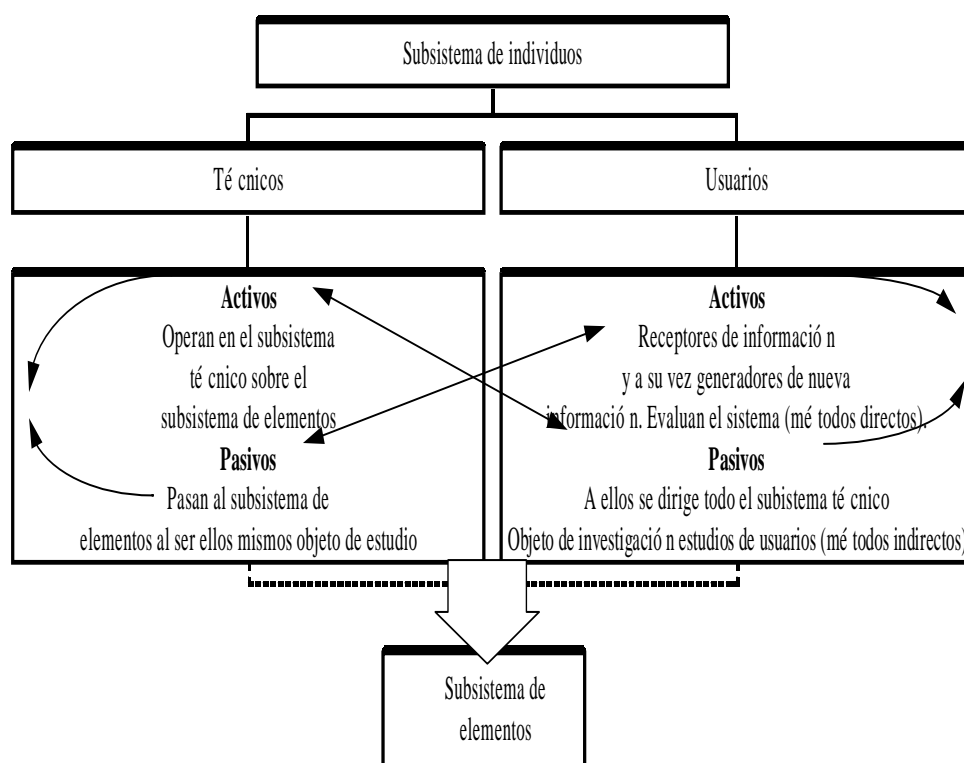 Subsistema de individuos
Té cnicos
Usuarios
Activos
Operan en el subsistema
té cnico sobre el
subsistema de elementos
Pasivos
Pasan al subsistema de
elementos al ser ellos mismos objeto de estudio
Activos
Receptores de informació n
y a su vez generadores de nueva
informació n. Evaluan el sistema (mé todos directos).
Pasivos
A ellos se dirige todo el subistema té cnico
Objeto de investigació n estudios de usuarios (mé todos indirectos)
Subsistema de
elementos